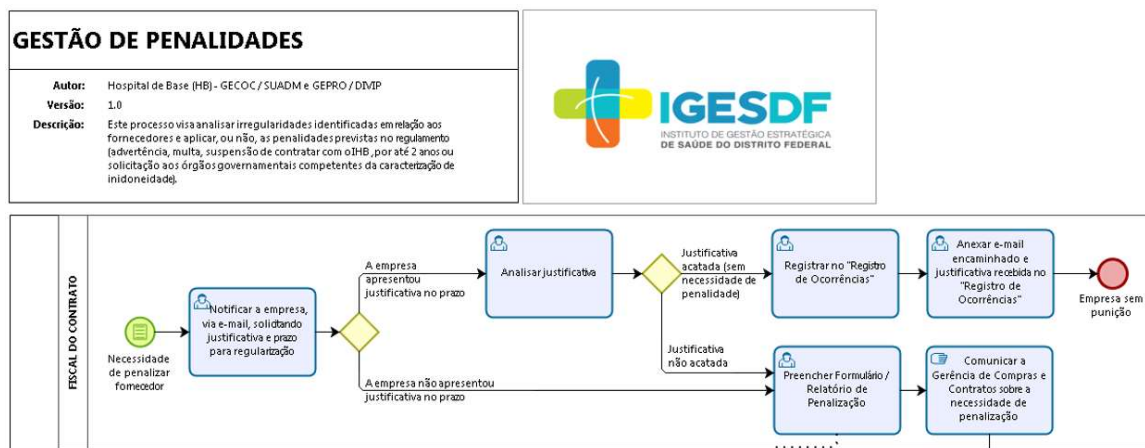 GESTÃO DE PENALIDADES
Autor: Hospital de Base (HB) - GECOC / SUADM e GEPRO / DIVIP
Versão: 1.0
Descrição: Este processo visa analisar irregularidades identificadas em relação aos
fornecedores e aplicar, ou não, as penalidades previstas no regulamento
(advertência, multa, suspensão de contratar com o IHB, por até 2 anos ou
solicitação aos órgãos governamentais competentes da caracterização de
inidoneidade).
IGESDF
INSTITUTO DE GESTÃO ESTRATÉGICA
DE SAÚDE DO DISTRITO FEDERAL
FISCAL DO CONTRATO
Necessidade
de penalizar
fornecedor
Notificar a empresa,
via e-mail, solicitando
justificativa e prazo
para regularização
A empresa
apresentou
justificativa no prazo
A empresa não apresentou
justificativa no prazo
Analisar justificativa
Justificativa
acatada (sem
necessidade de
penalidade)
Justificativa
não acatada
Registrar no "Registro
de Ocorrências"
Anexar e-mail
encaminhado e
justificativa recebida no
"Registro de
Ocorrências"
Empresa sem
punição
Preencher Formulário /
Relatório de
Penalização
Comunicar a
Gerência de Compras e
Contratos sobre a
necessidade de
penalização